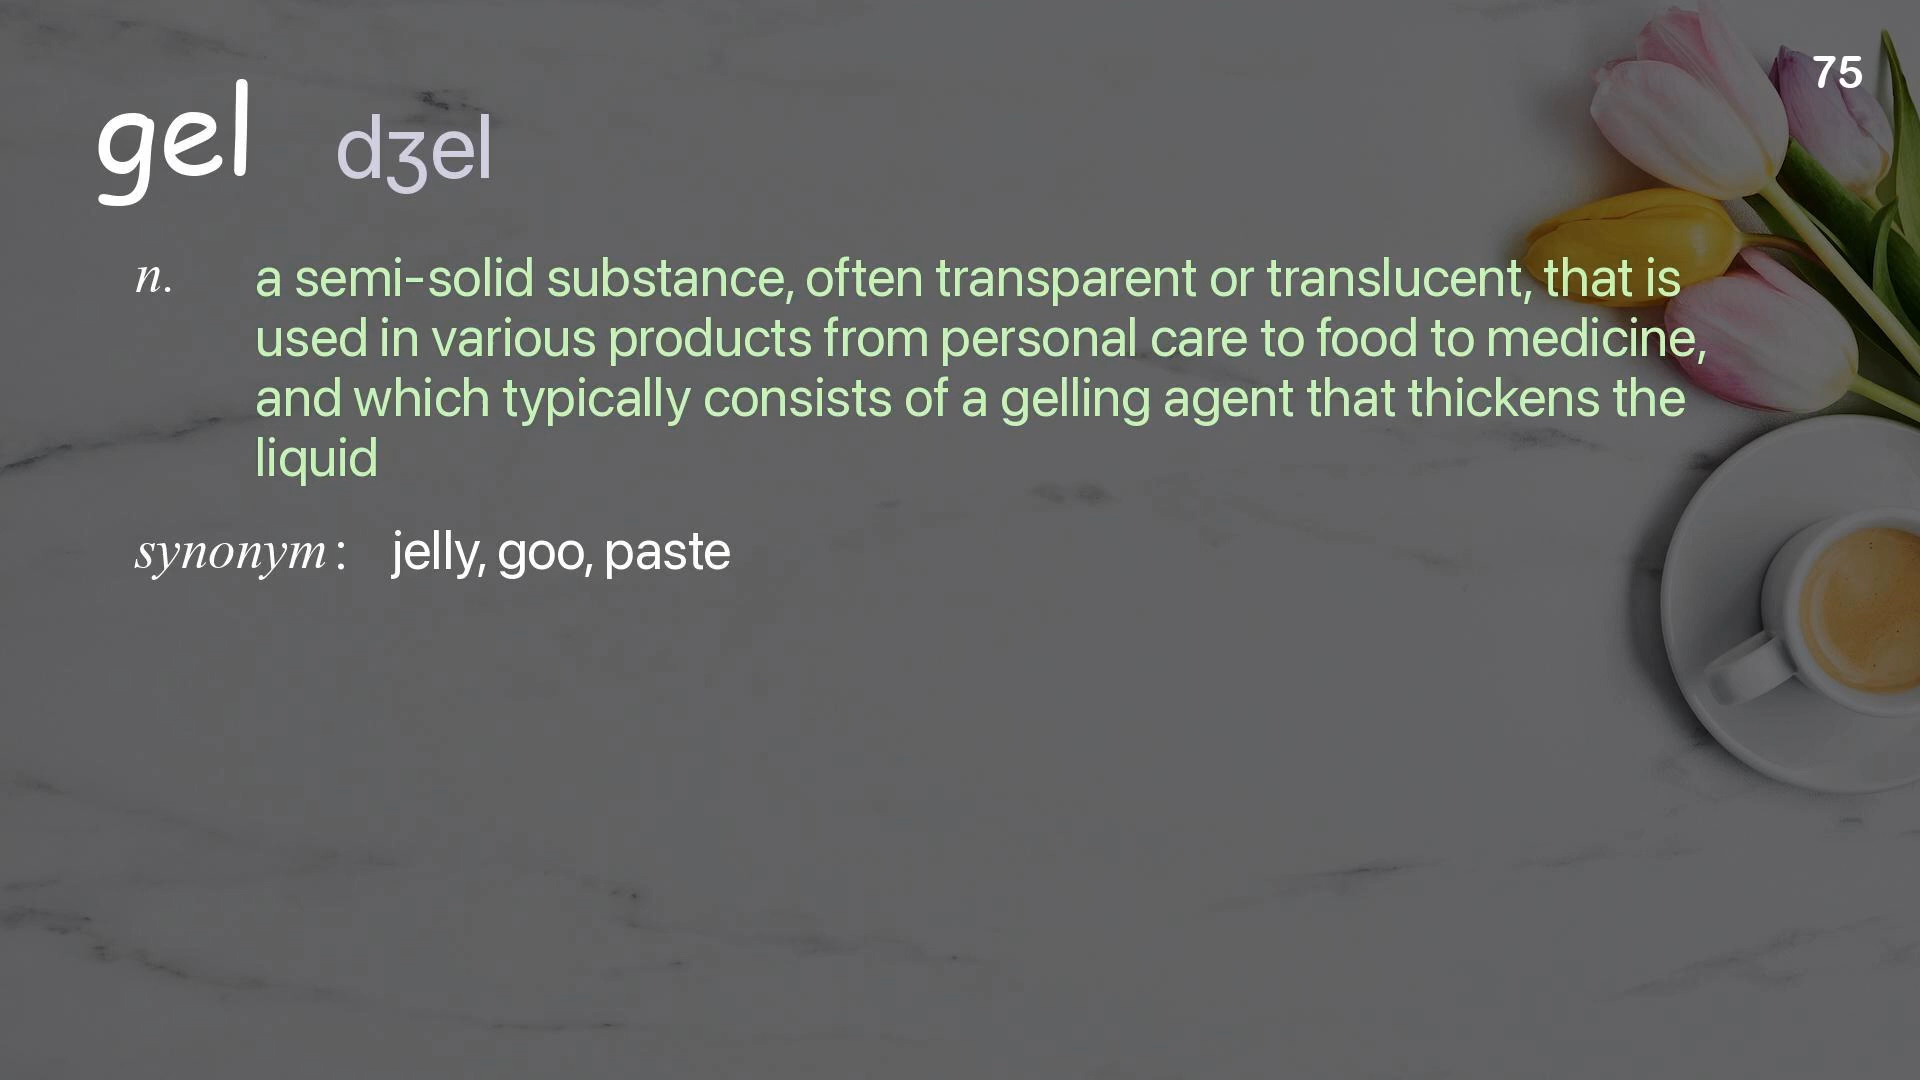 75
gel dʒel
n. a semi-solid substance, often transparent or translucent, that is
used in various products from personal care to food to medicine,
and which typically consists of a gelling agent that thickens the
liquid
synonym : jelly, goo, paste